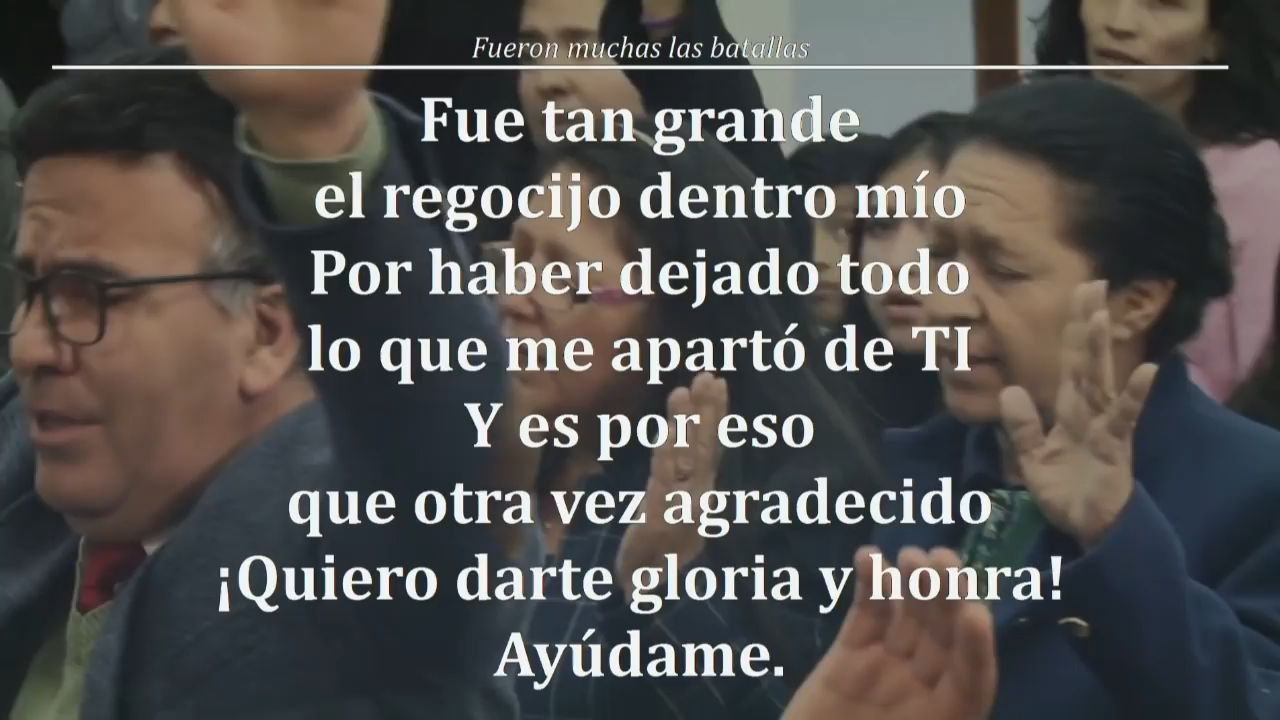 Fueron muchas las batallas
Fue tan grande
el regocijo dentro mío
Por haber dejado todo
lo que me apartó de TI
Y es por eso
que otra vez agradecido
¡Quiero darte gloria y honra!
Ayúdame.